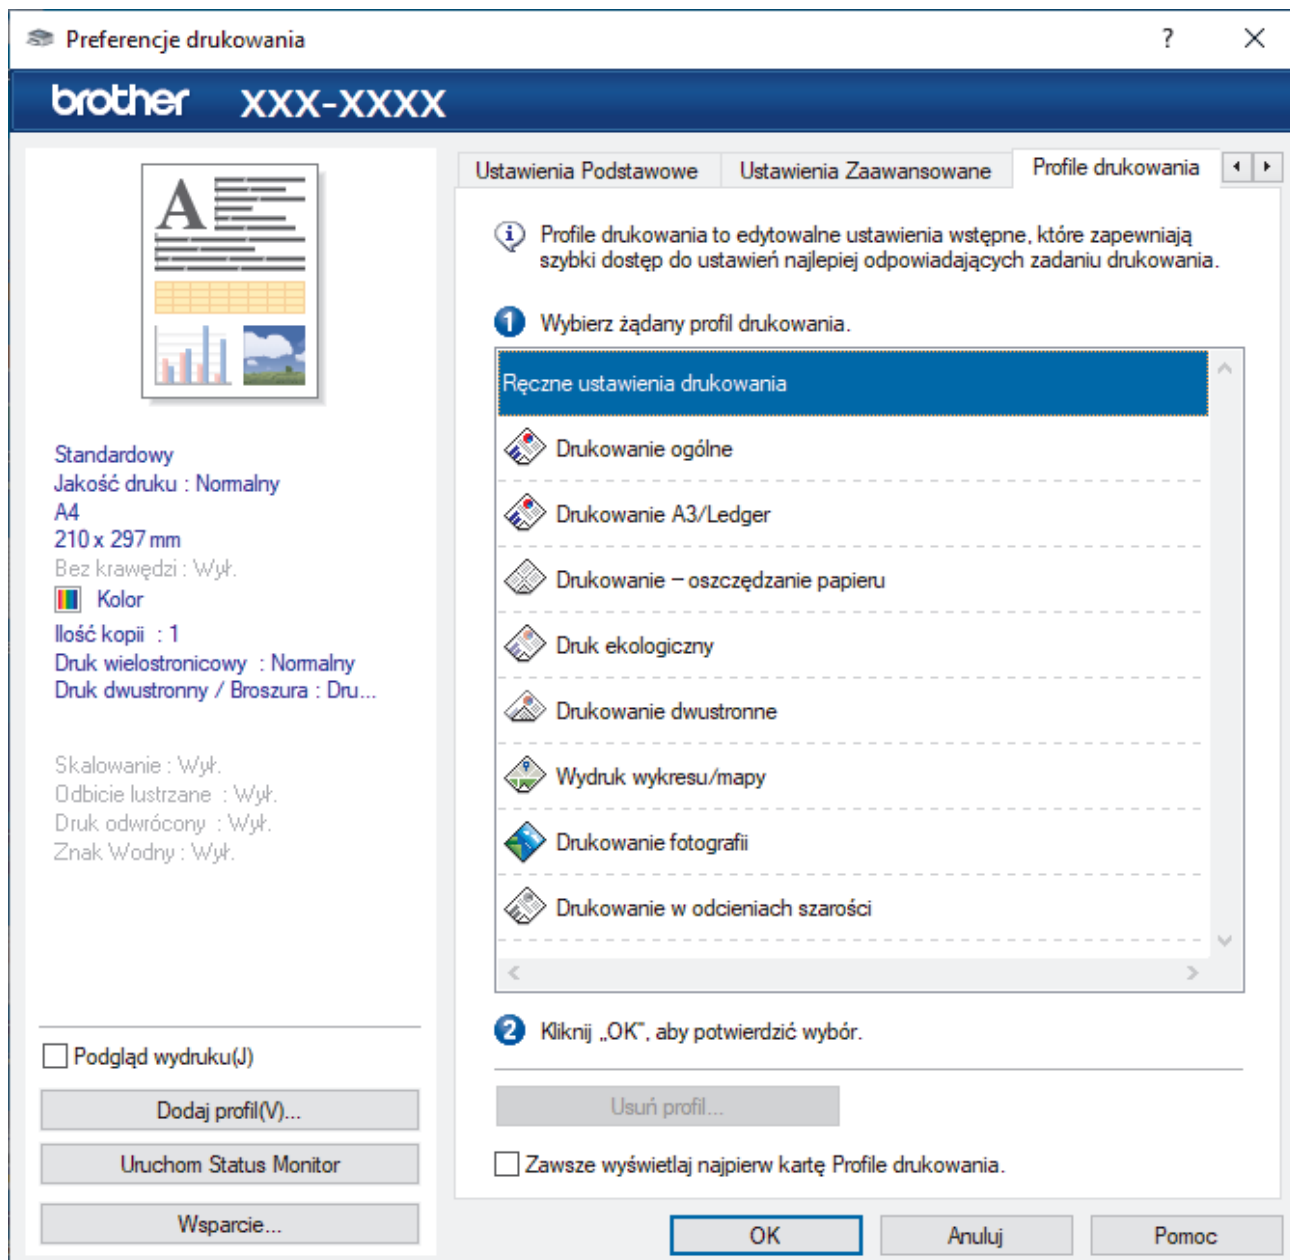 Preferencje drukowania
?
brother XXX-XXXX
A
Standardowy
Jakość druku : Normalny
A4
210 x 297 mm
Bez krawędzi : Wył.
Kolor
Ilość kopii : 1
Druk wielostronicowy : Normalny
Druk dwustronny / Broszura : Dru...
Skalowanie : Wył.
Odbicie lustrzane : Wył.
Druk odwrócony : Wył.
Znak Wodny : Wył.
Podgląd wydruku(J)
Dodaj profil(V)...
Uruchom Status Monitor
Wsparcie...
Ustawienia Podstawowe
Ustawienia Zaawansowane
Profile drukowania
Profile drukowania to edytowalne ustawienia wstępne, które zapewniają
szybki dostęp do ustawień najlepiej odpowiadających zadaniu drukowania.
1 Wybierz żądany profil drukowania.
Ręczne ustawienia drukowania
Drukowanie ogólne
Drukowanie A3/Ledger
Drukowanie – oszczędzanie papieru
Druk ekologiczny
Drukowanie dwustronne
Wydruk wykresu/mapy
Drukowanie fotografii
Drukowanie w odcieniach szarości
2 Kliknij „OK”, aby potwierdzić wybór.
Usuń profil...
Zawsze wyświetlaj najpierw kartę Profile drukowania.
OK
Anuluj
Pomoc